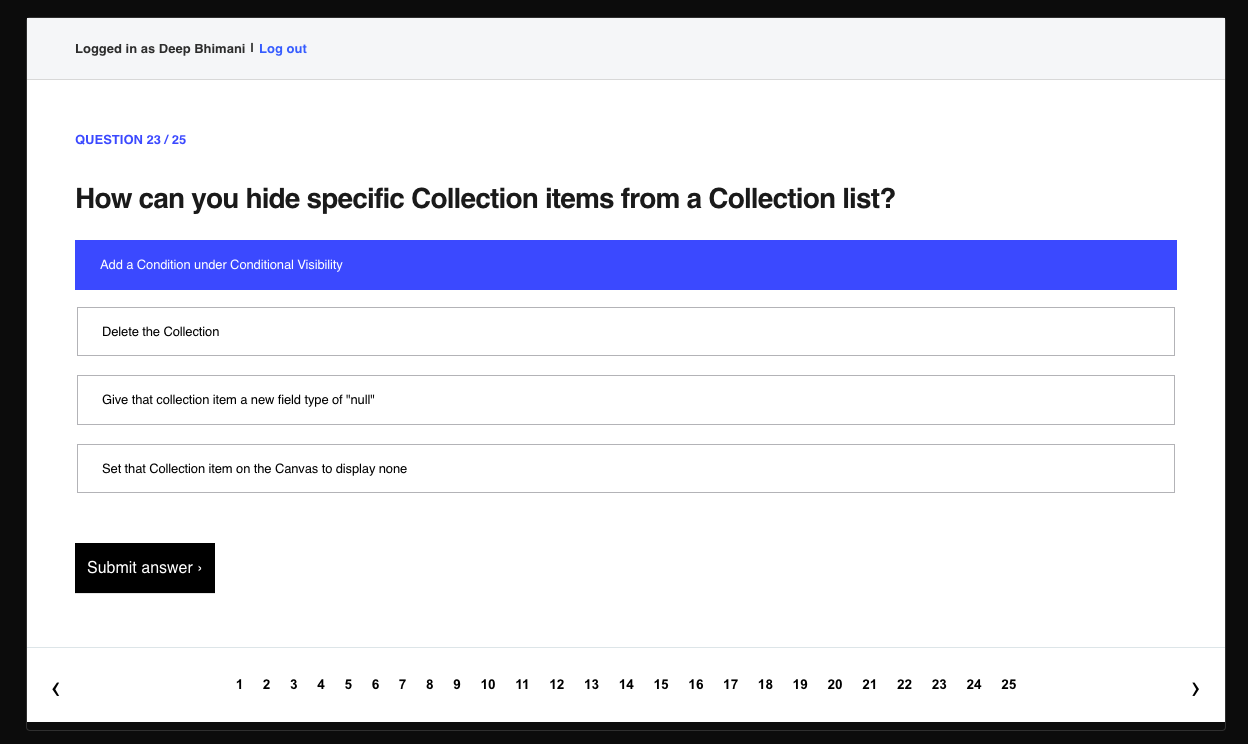 Logged in as Deep Bhimani | Log out
QUESTION 23 / 25
How can you hide specific Collection items from a Collection list?
Add a Condition under Conditional Visibility
Delete the Collection
Give that collection item a new field type of "null"
Set that Collection item on the Canvas to display none
Submit answer ›
‹ 1 2 3 4 5 6 7 8 9 10 11 12 13 14 15 16 17 18 19 20 21 22 23 24 25 ›